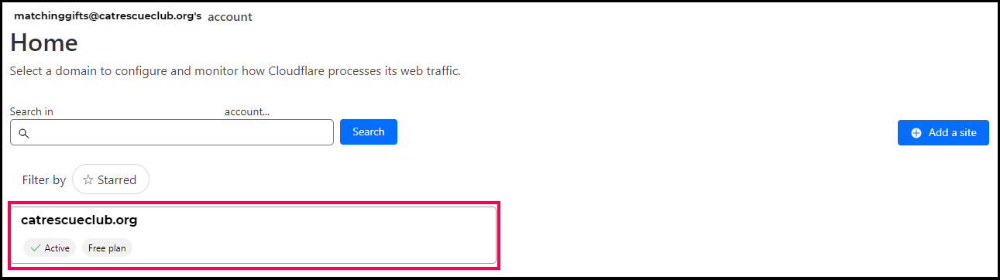 matchinggifts@catrescueclub.org's account
Home
Select a domain to configure and monitor how Cloudflare processes its web traffic.
Search in account...
Search
Add a site
Filter by Starred
catrescueclub.org
Active Free plan